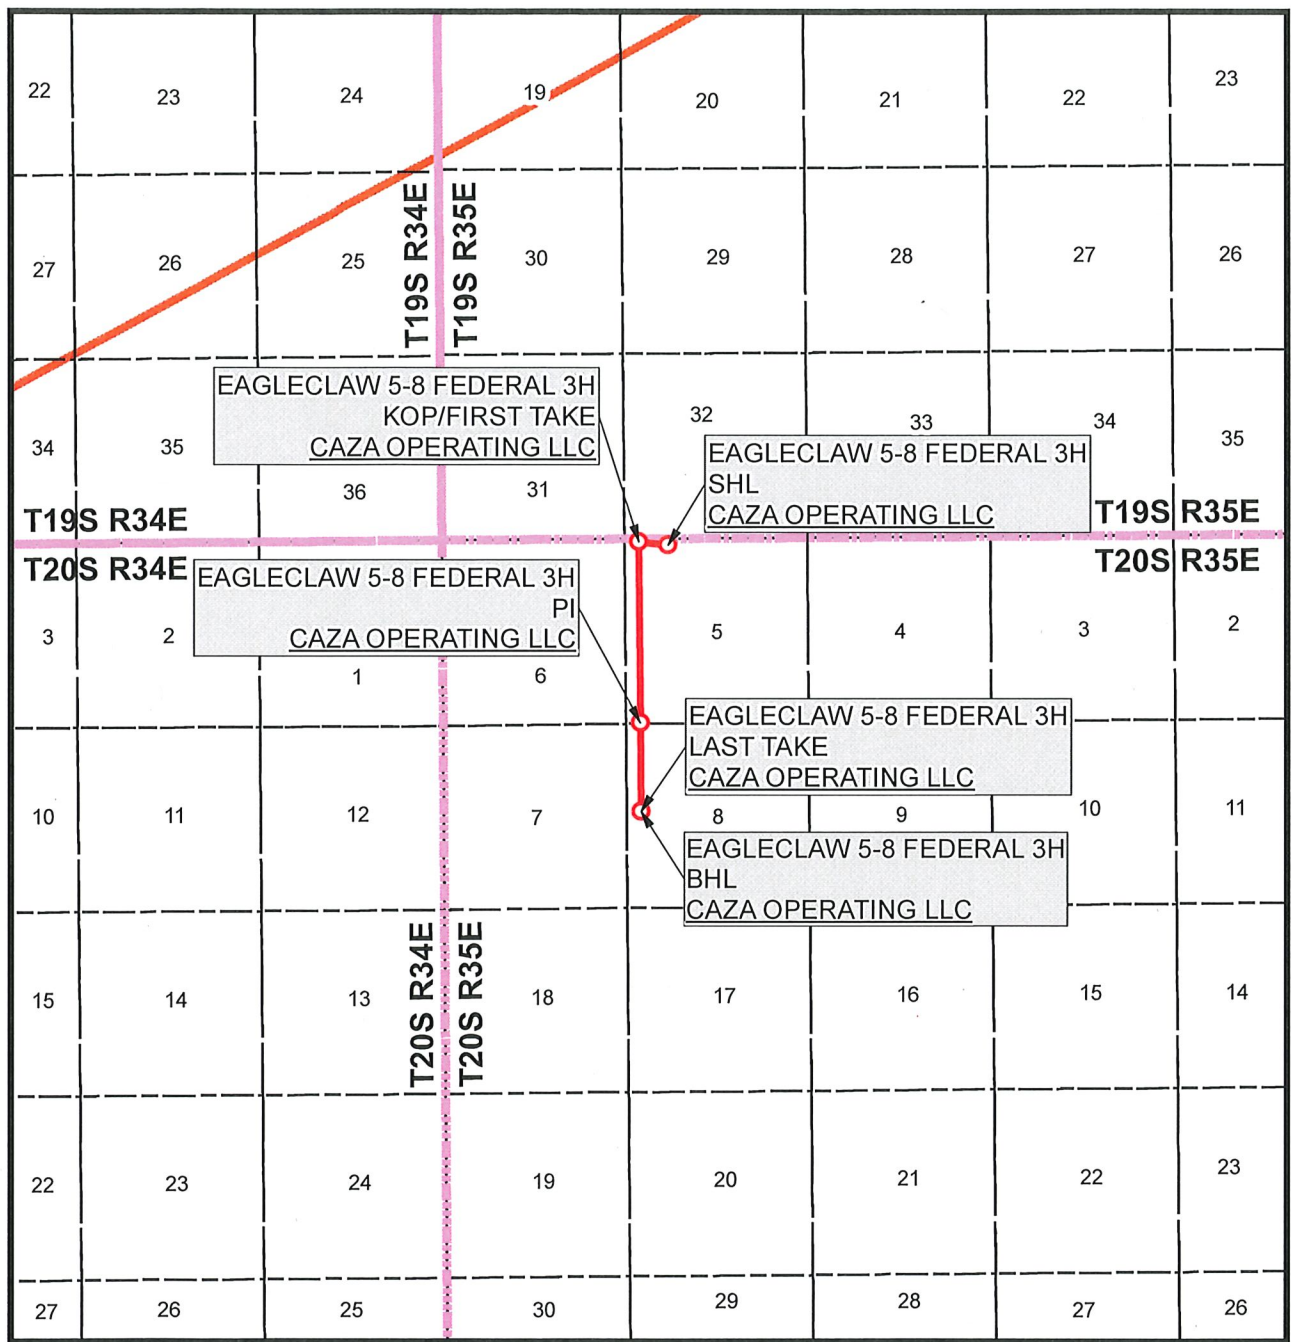 22 23 24 19 20 21 22 23
27 26 25 30 29 28 27 26
T19S R34E
T19S R35E
34 35 36 31 32 33 34 35
EAGLECLAW 5-8 FEDERAL 3H
KOP/FIRST TAKE
CAZA OPERATING LLC
EAGLECLAW 5-8 FEDERAL 3H
SHL
CAZA OPERATING LLC
T19S R34E
T19S R35E
T20S R34E
T20S R35E
EAGLECLAW 5-8 FEDERAL 3H
PI
CAZA OPERATING LLC
3 2 1 6 5 4 3 2
EAGLECLAW 5-8 FEDERAL 3H
LAST TAKE
CAZA OPERATING LLC
10 11 12 7 8 9 10 11
EAGLECLAW 5-8 FEDERAL 3H
BHL
CAZA OPERATING LLC
T20S R34E
T20S R35E
15 14 13 18 17 16 15 14
22 23 24 19 20 21 22 23
27 26 25 30 29 28 27 26